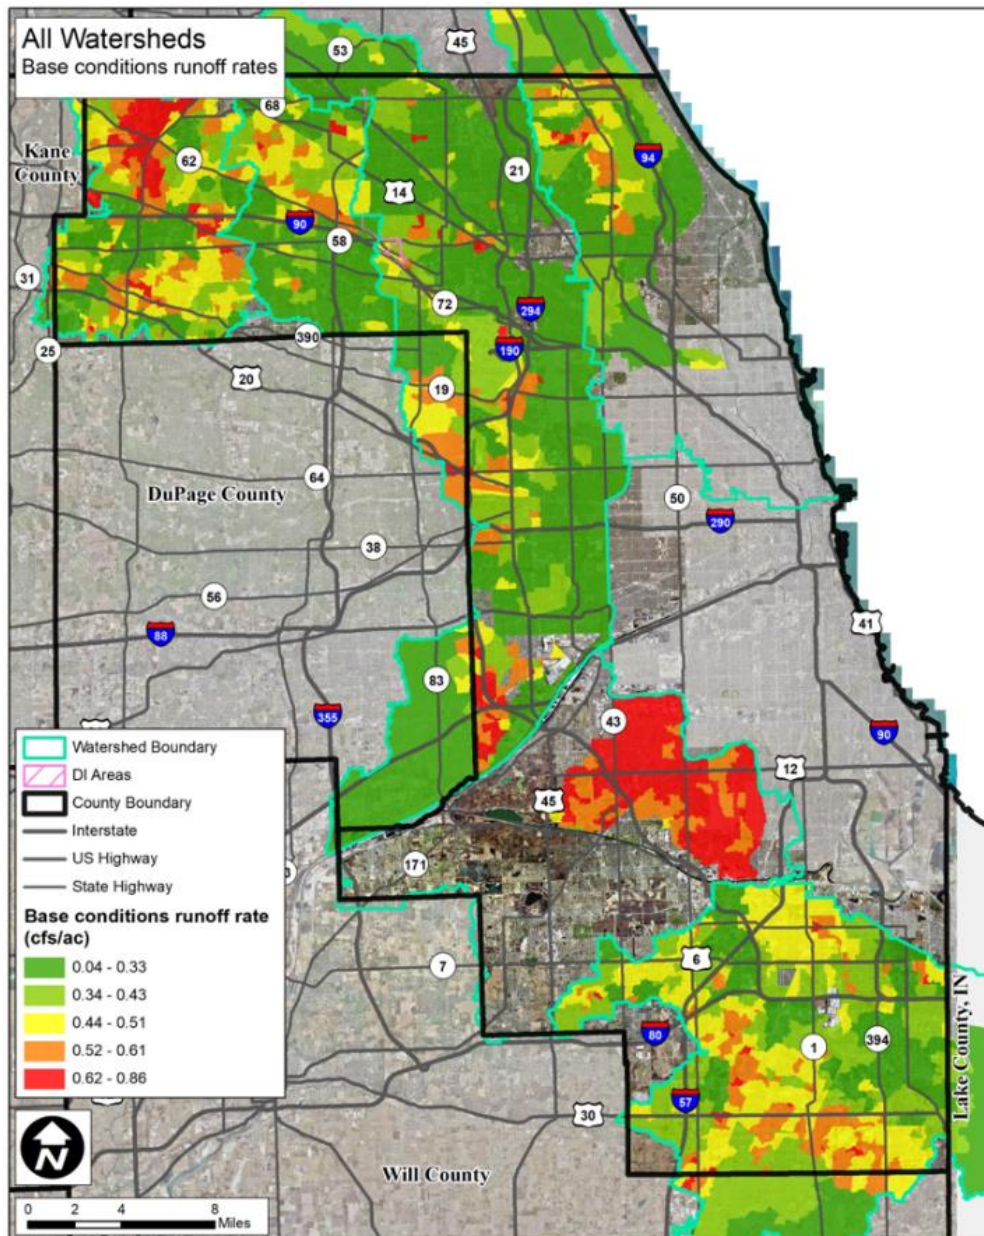 All Watersheds
Base conditions runoff rates
53
45
68
Kane
County
62
94
21
14
90
58
31
72
294
25
390
190
20
19
64
DuPage County
50
290
38
56
88
41
83
355
43
90
12
45
171
Watershed Boundary
DI Areas
County Boundary
Interstate
US Highway
State Highway
3
Base conditions runoff rate
(cfs/ac)
0.04 - 0.33
0.34 - 0.43
0.44 - 0.51
0.52 - 0.61
0.62 - 0.86
7
6
80
1
394
Lake County, IN
57
30
N
Will County
0 2 4 8
Miles